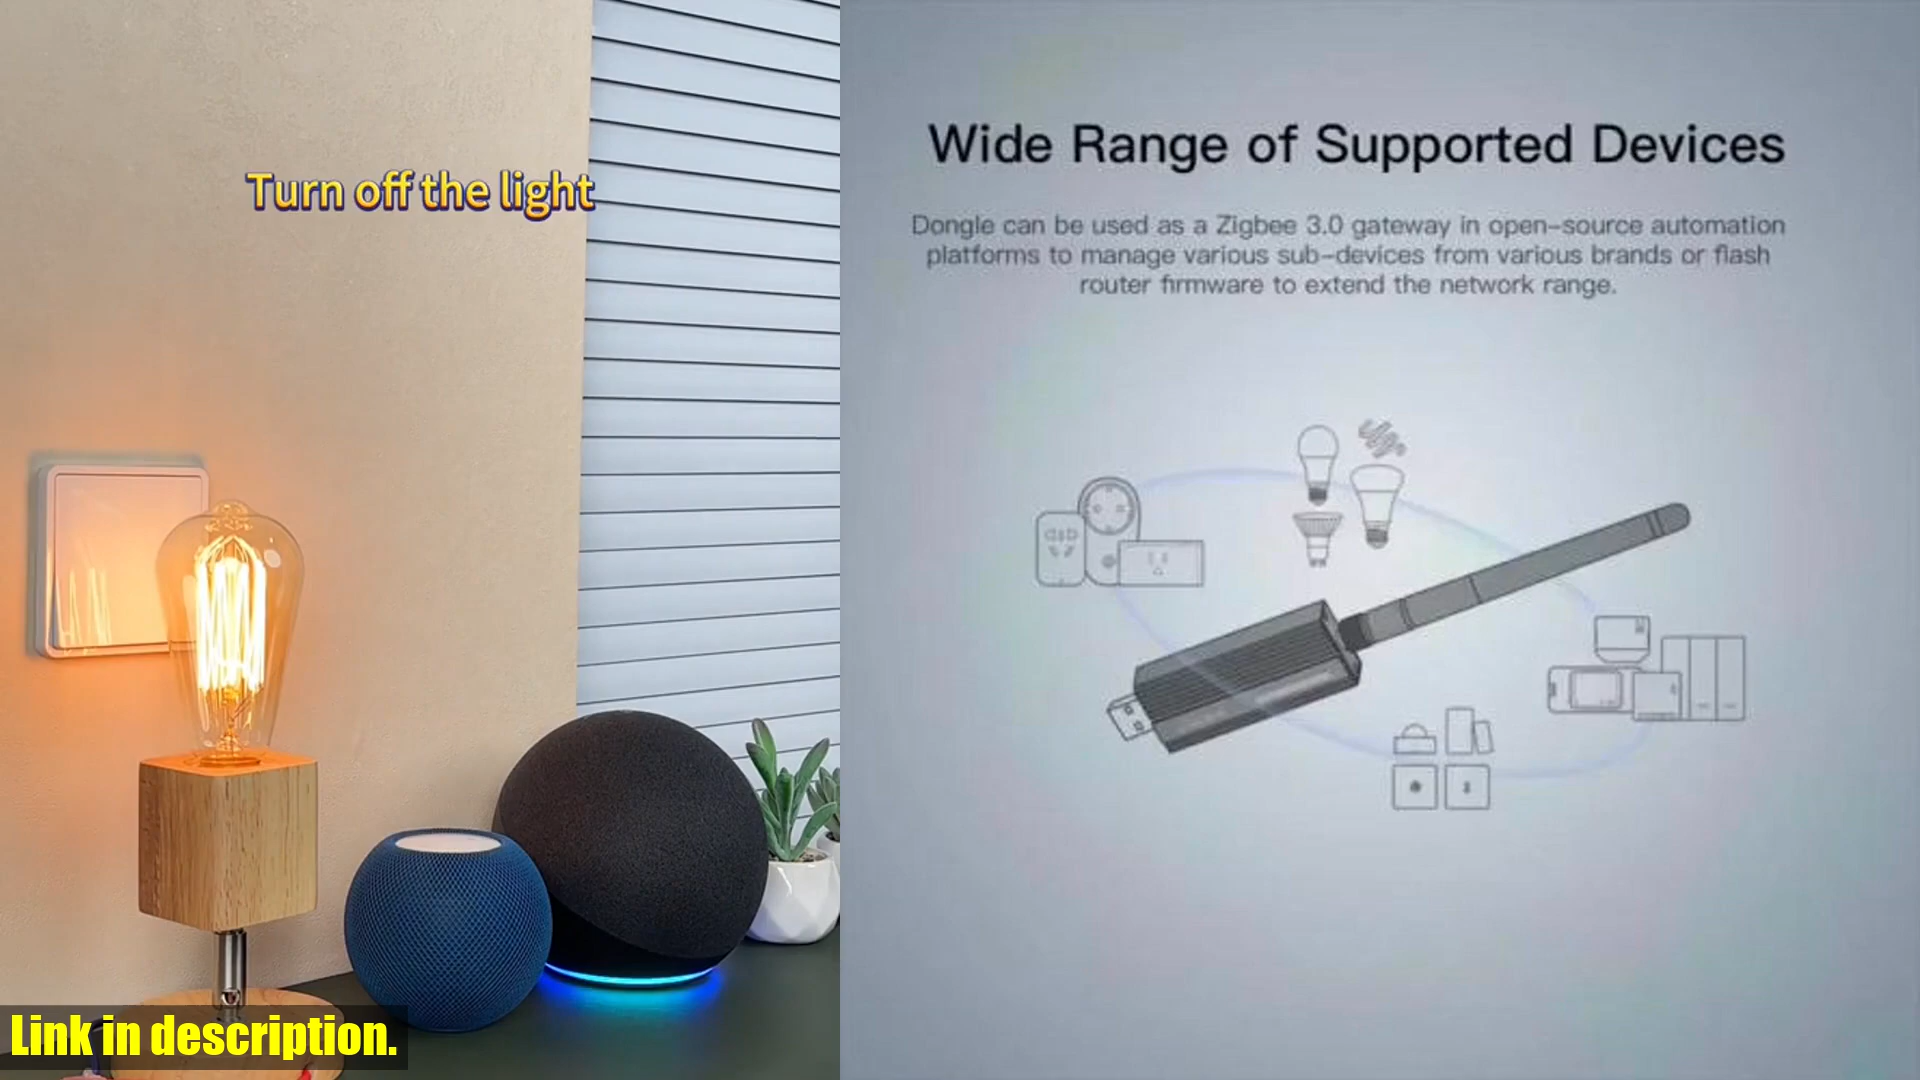 Turn off the light
Link in description.
Wide Range of Supported Devices
Dongle can be used as a Zigbee 3.0 gateway in open-source automation
platforms to manage various sub-devices from various brands or flash
router firmware to extend the network range.